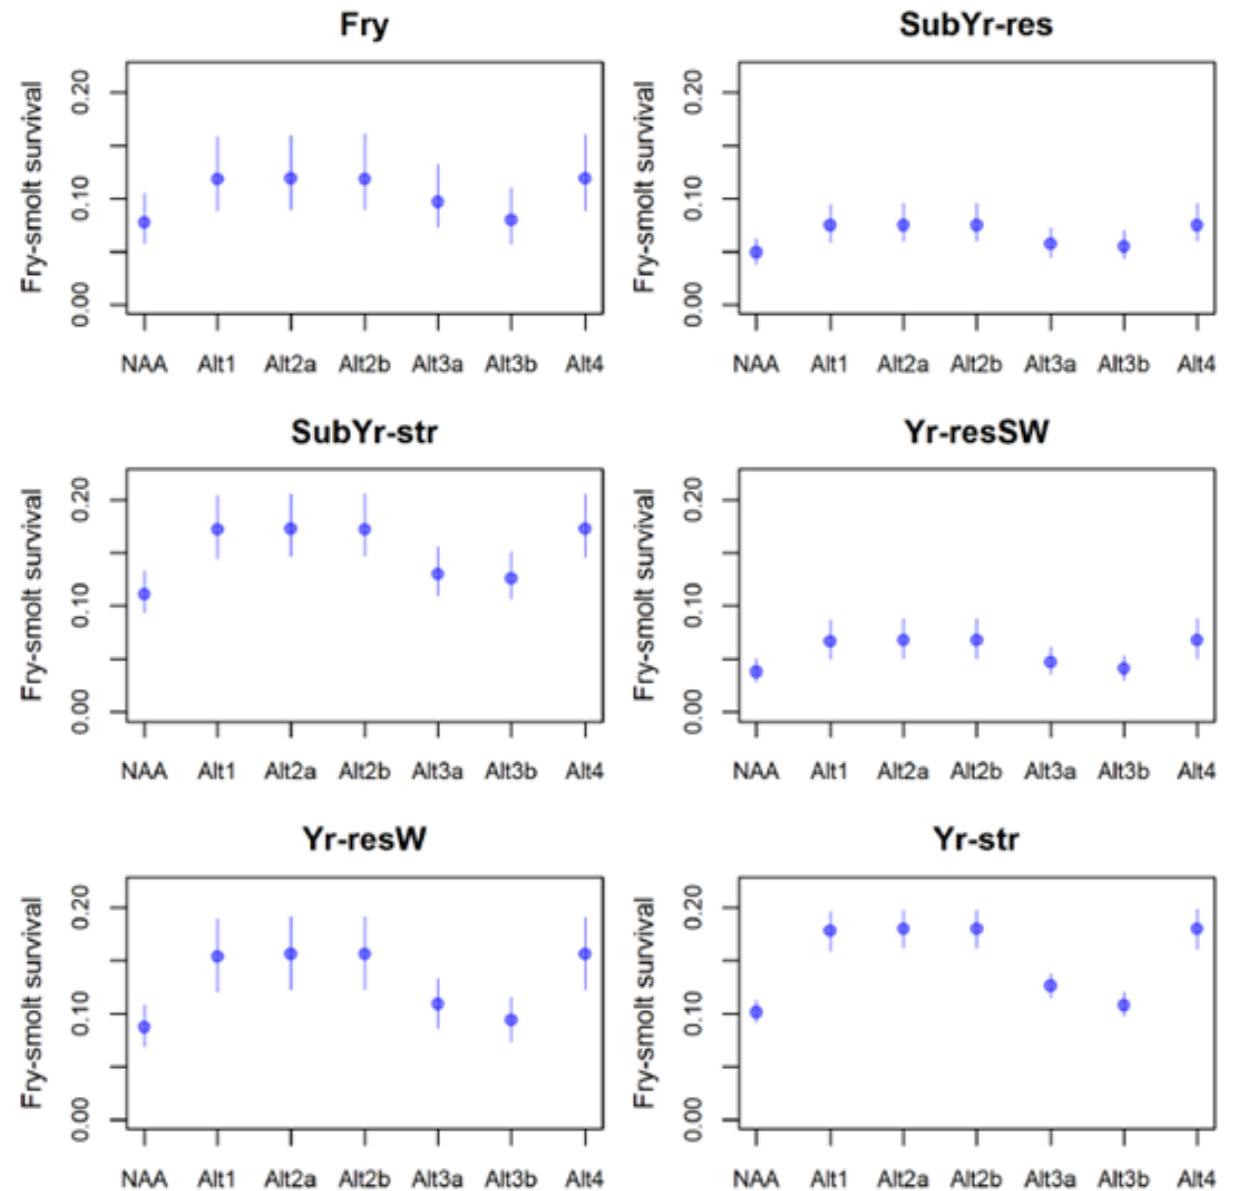 Fry
Fry-smolt survival
0.20
0.10
0.00
NAA Alt1 Alt2a Alt2b Alt3a Alt3b Alt4
SubYr-res
Fry-smolt survival
0.20
0.10
0.00
NAA Alt1 Alt2a Alt2b Alt3a Alt3b Alt4
SubYr-str
Fry-smolt survival
0.20
0.10
0.00
NAA Alt1 Alt2a Alt2b Alt3a Alt3b Alt4
Yr-resSW
Fry-smolt survival
0.20
0.10
0.00
NAA Alt1 Alt2a Alt2b Alt3a Alt3b Alt4
Yr-resW
Fry-smolt survival
0.20
0.10
0.00
NAA Alt1 Alt2a Alt2b Alt3a Alt3b Alt4
Yr-str
Fry-smolt survival
0.20
0.10
0.00
NAA Alt1 Alt2a Alt2b Alt3a Alt3b Alt4